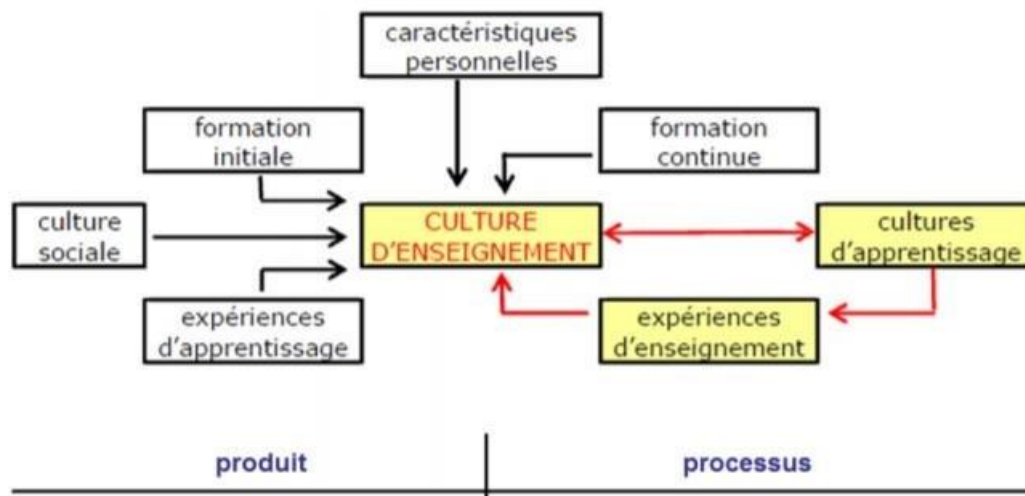 caractéristiques
personnelles
formation
initiale
formation
continue
culture
sociale
CULTURE
D'ENSEIGNEMENT
cultures
d'apprentissage
expériences
d'apprentissage
expériences
d'enseignement
produit
processus